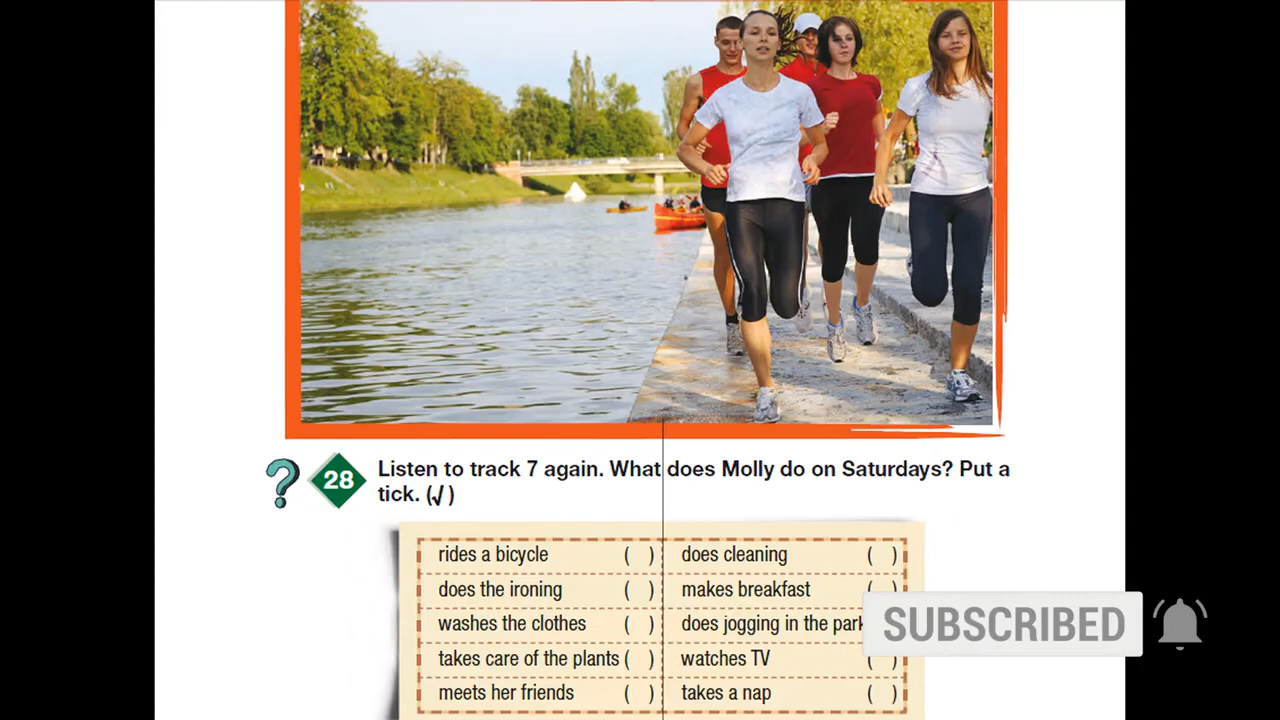 28
Listen to track 7 again. What does Molly do on Saturdays? Put a
tick. (√)
rides a bicycle ( ) does cleaning ( )
does the ironing ( ) makes breakfast ( )
washes the clothes ( ) does jogging in the park
takes care of the plants ( ) watches TV ( )
meets her friends ( ) takes a nap ( )
SUBSCRIBED